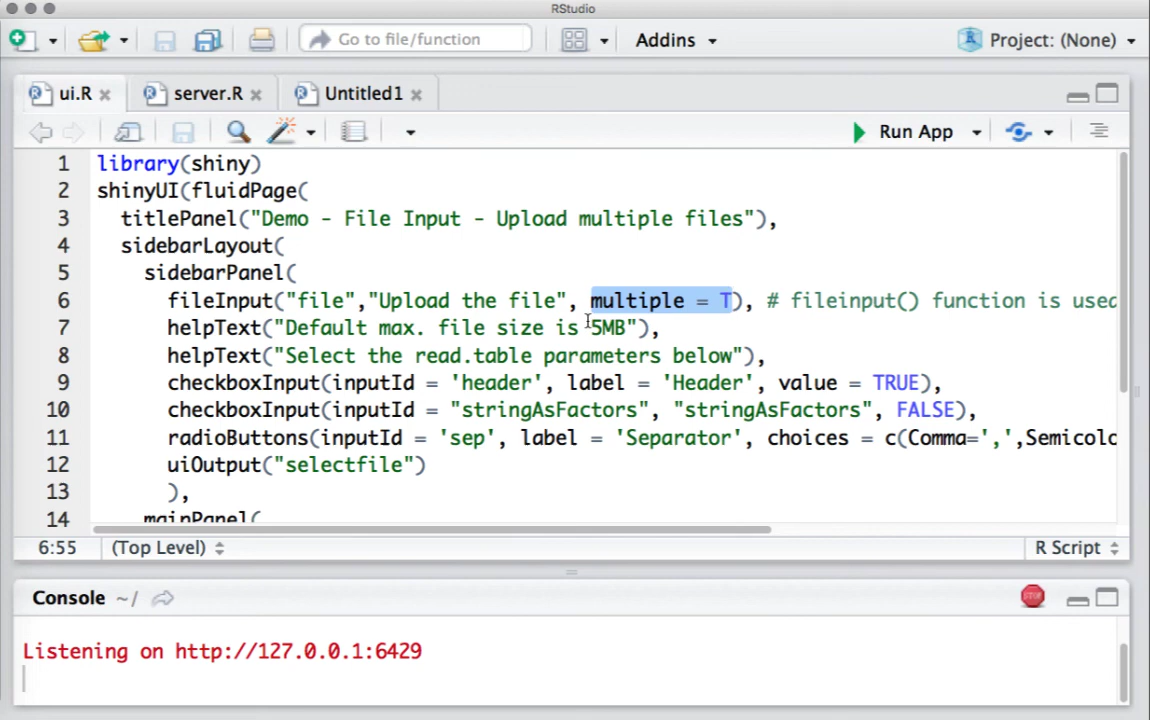 RStudio
Go to file/function
Addins
Project: (None)
ui.R
server.R
Untitled1
Run App
1 library(shiny)
2 shinyUI(fluidPage(
3 titlePanel("Demo - File Input - Upload multiple files"),
4 sidebarLayout(
5 sidebarPanel(
6 fileInput("file","Upload the file", multiple = T), # fileinput() function is used
7 helpText("Default max. file size is 5MB"),
8 helpText("Select the read.table parameters below"),
9 checkboxInput(inputId = 'header', label = 'Header', value = TRUE),
10 checkboxInput(inputId = "stringAsFactors", "stringAsFactors", FALSE),
11 radioButtons(inputId = 'sep', label = 'Separator', choices = c(Comma=',',Semicolo
12 uiOutput("selectfile")
13 ),
14 mainPanel(
6:55 (Top Level) R Script
Console ~/
STOP
Listening on http://127.0.0.1:6429